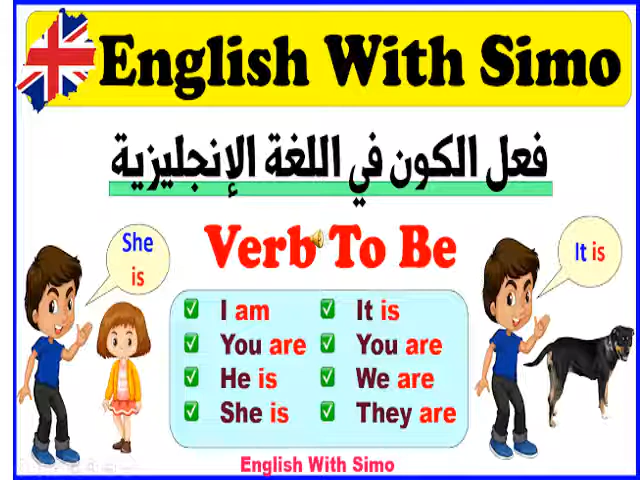 English With Simo
فعل الكون في اللغة الإنجليزية
Verb To Be
She
is
It is
I am
You are
He is
She is
It is
You are
We are
They are
English With Simo